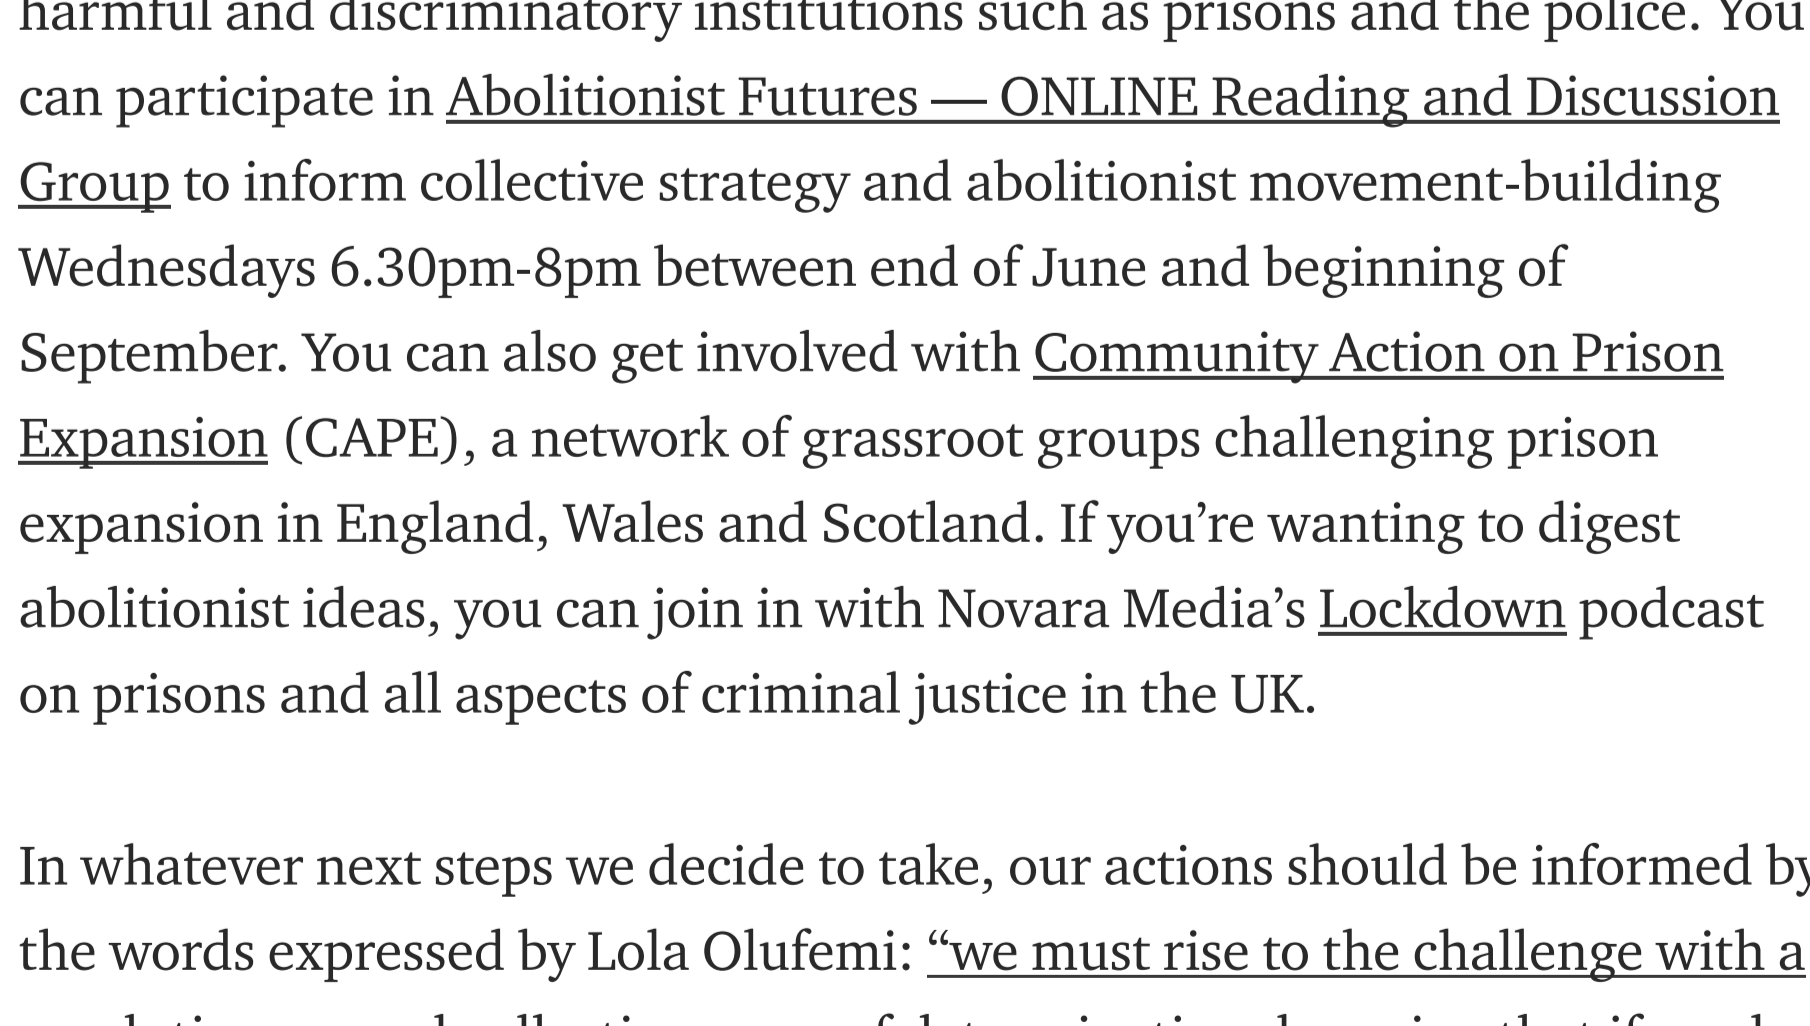 harmful and discriminatory institutions such as prisons and the police. You
can participate in Abolitionist Futures — ONLINE Reading and Discussion
Group to inform collective strategy and abolitionist movement-building
Wednesdays 6.30pm-8pm between end of June and beginning of
September. You can also get involved with Community Action on Prison
Expansion (CAPE), a network of grassroot groups challenging prison
expansion in England, Wales and Scotland. If you’re wanting to digest
abolitionist ideas, you can join in with Novara Media’s Lockdown podcast
on prisons and all aspects of criminal justice in the UK.
In whatever next steps we decide to take, our actions should be informed by
the words expressed by Lola Olufemi: “we must rise to the challenge with a